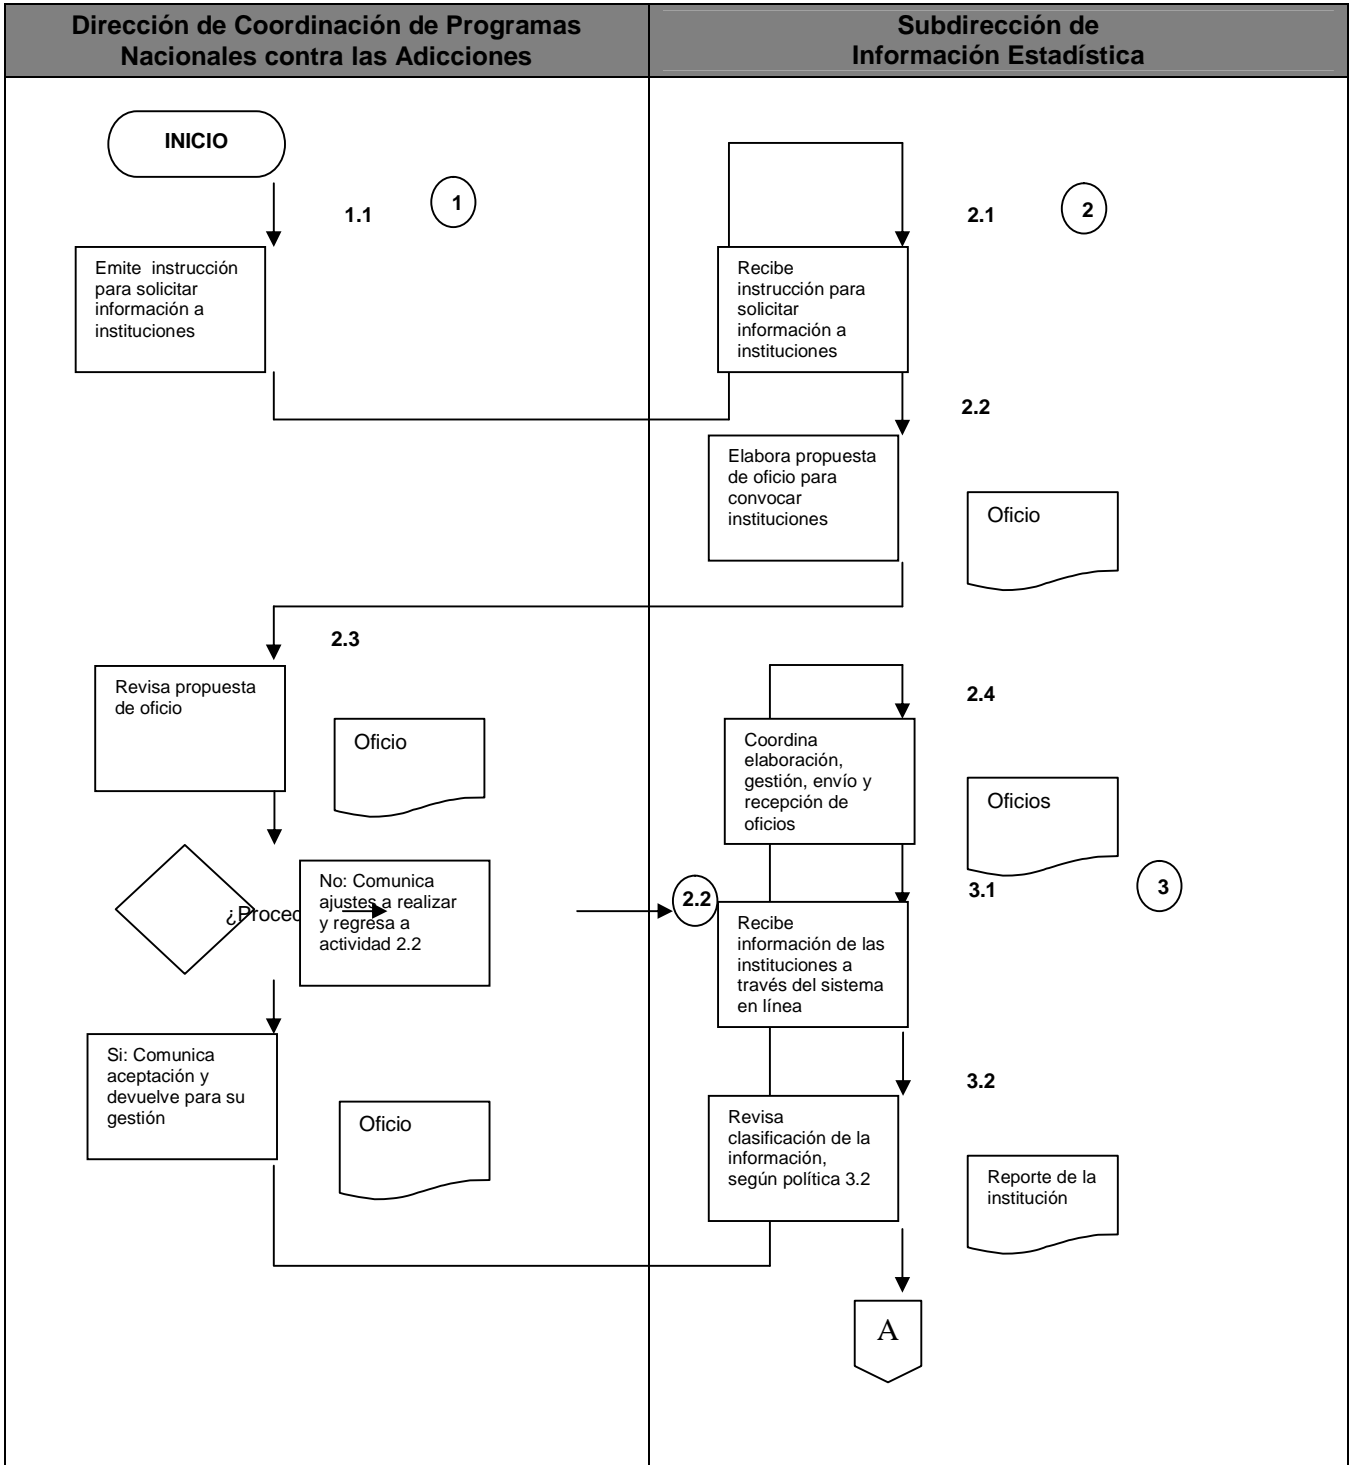 Dirección de Coordinación de Programas
Nacionales contra las Adicciones
Subdirección de
Información Estadística
INICIO
1.1
1
Emite instrucción
para solicitar
información a
instituciones
2.1
2
Recibe
instrucción para
solicitar
información a
instituciones
2.2
Elabora propuesta
de oficio para
convocar
instituciones
Oficio
2.3
Revisa propuesta
de oficio
Oficio
2.4
Coordina
elaboración,
gestión, envío y
recepción de
oficios
Oficios
¿Proced
No: Comunica
ajustes a realizar
y regresa a
actividad 2.2
2.2
3.1
3
Recibe
información de las
instituciones a
través del sistema
en línea
Si: Comunica
aceptación y
devuelve para su
gestión
Oficio
3.2
Revisa
clasificación de la
información,
según política 3.2
Reporte de la
institución
A